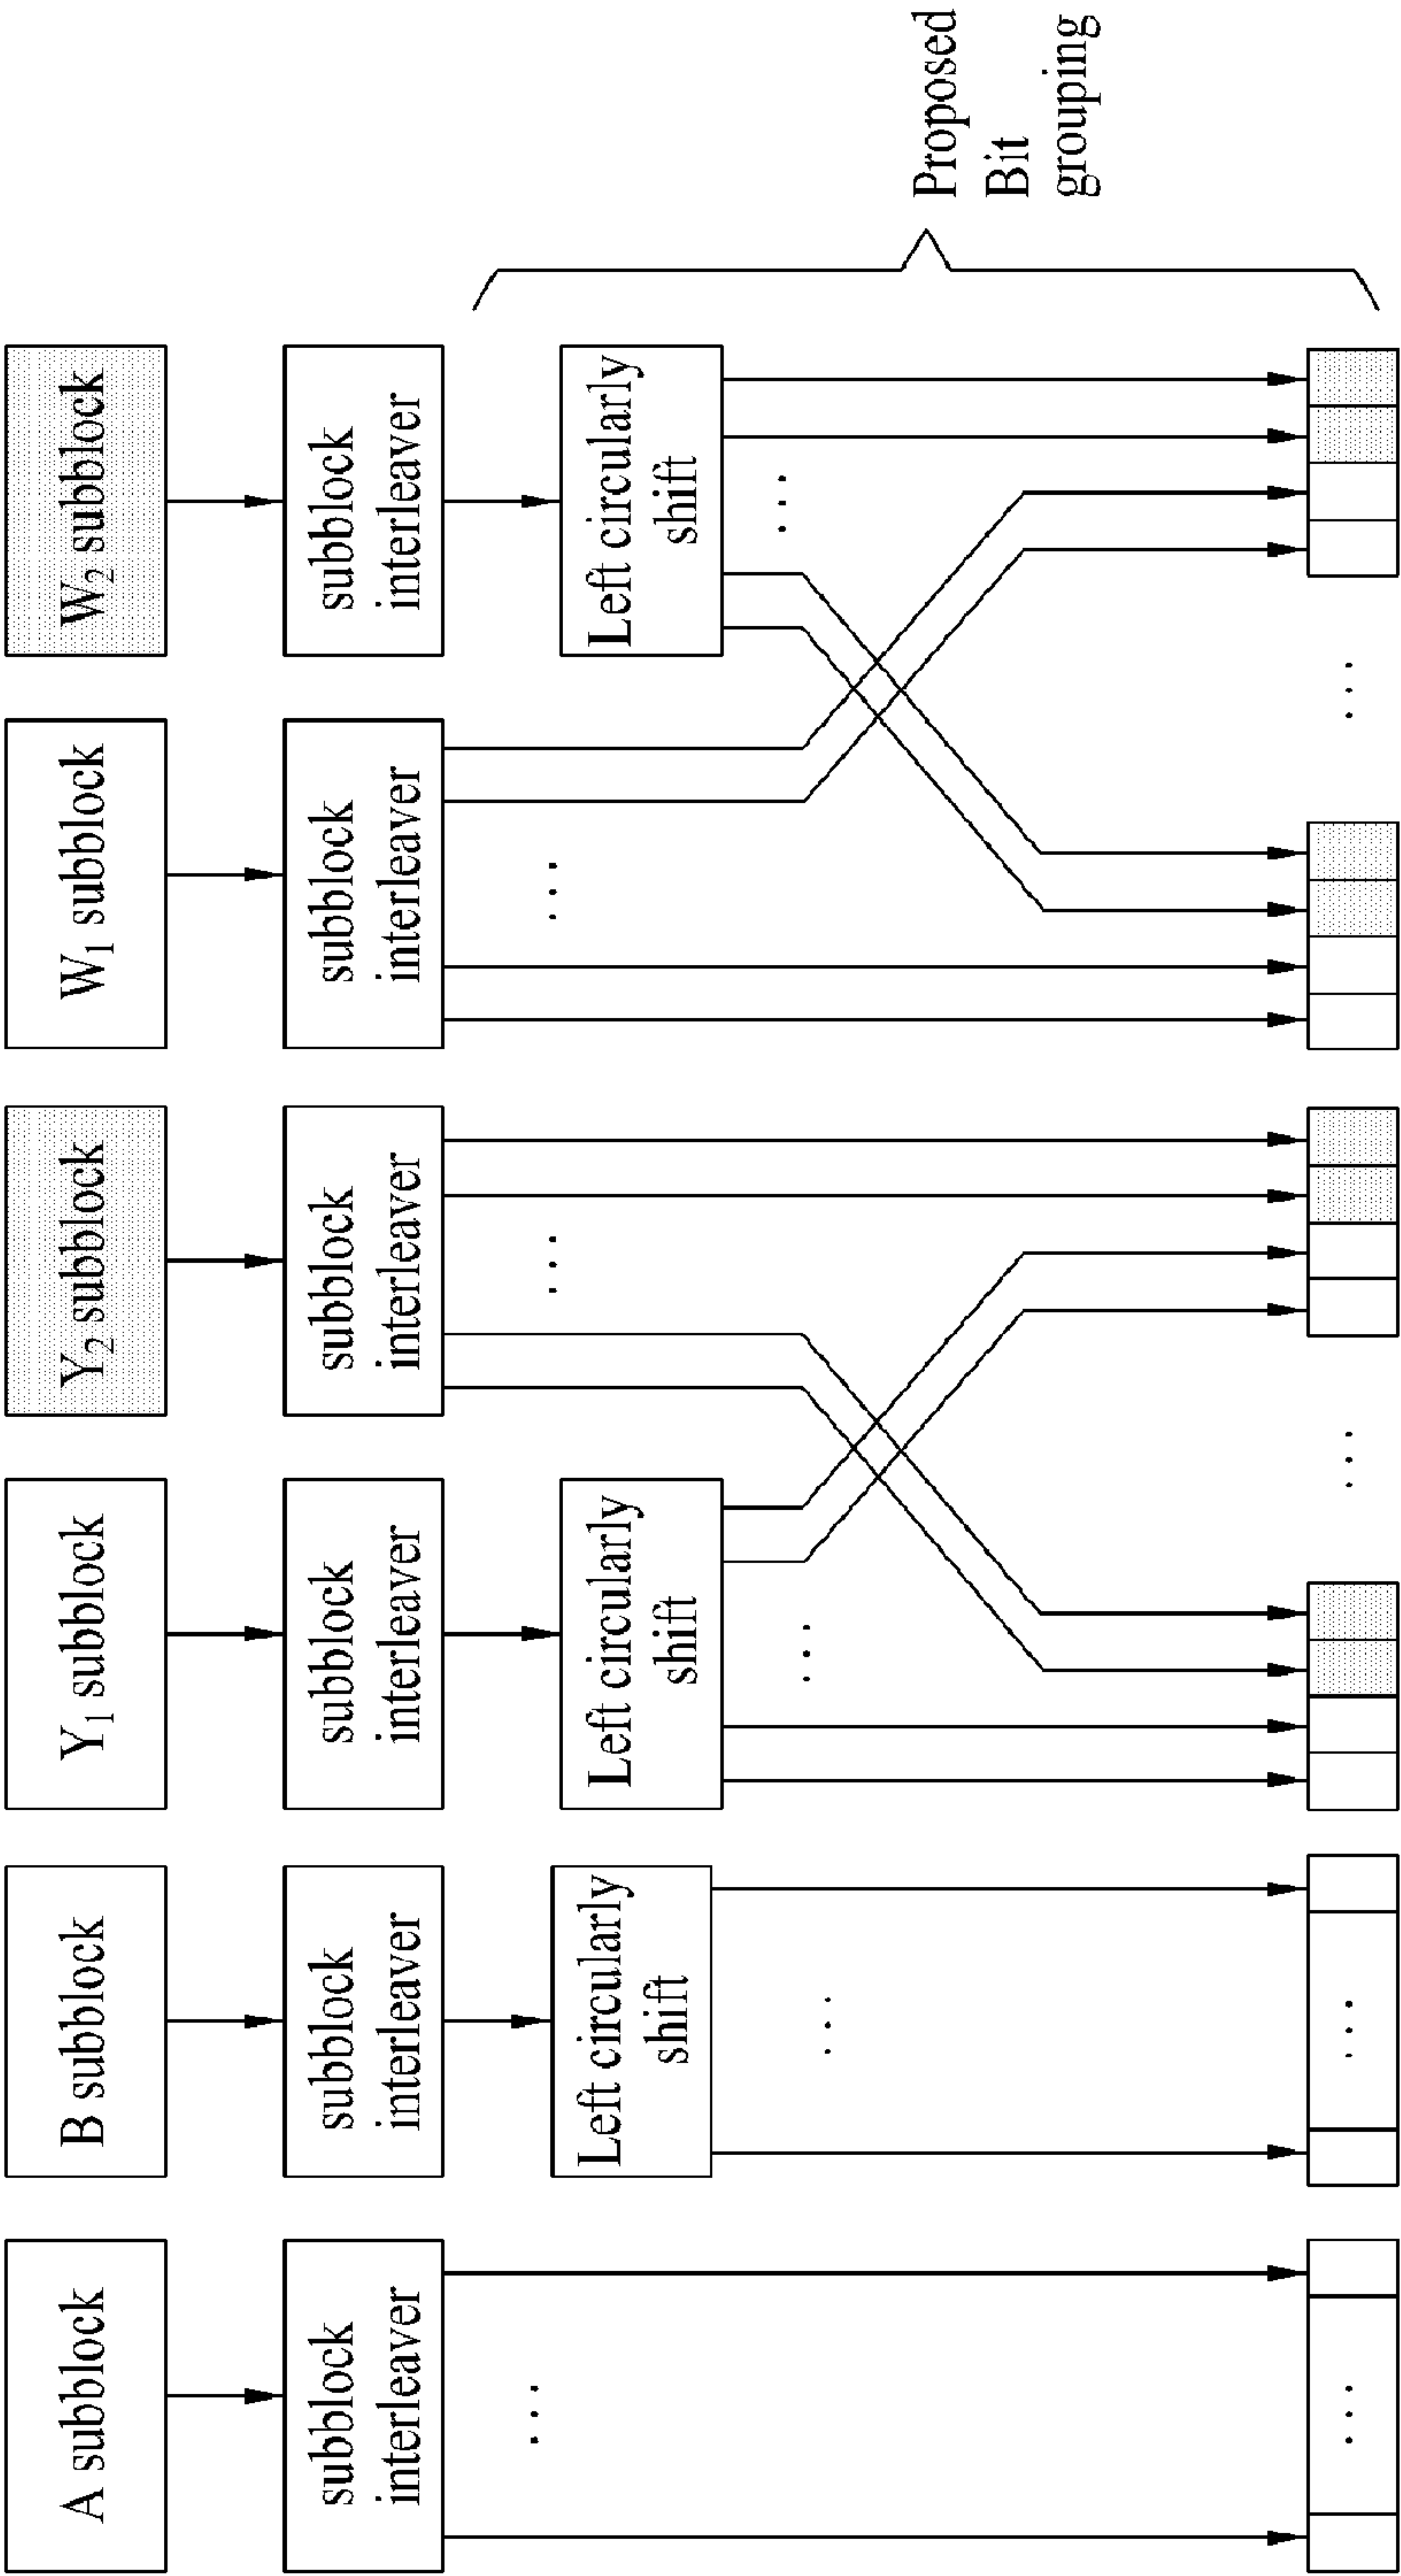 A subblock
B subblock
Y₁ subblock
Y₂ subblock
W₁ subblock
W₂ subblock
subblock
interleaver
subblock
interleaver
subblock
interleaver
subblock
interleaver
subblock
interleaver
subblock
interleaver
Left circularly
shift
Left circularly
shift
Left circularly
shift
Proposed
Bit
grouping